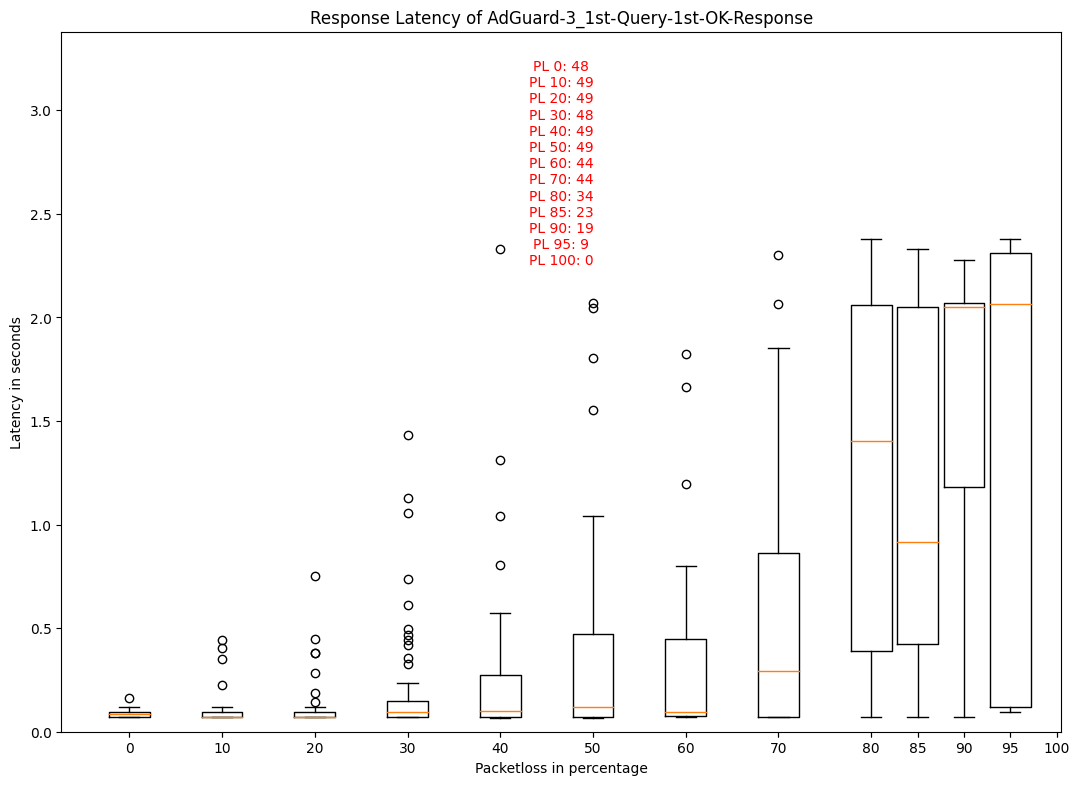 Response Latency of AdGuard-3_1st-Query-1st-OK-Response
PL 0: 48
PL 10: 49
PL 20: 49
PL 30: 48
PL 40: 49
PL 50: 49
PL 60: 44
PL 70: 44
PL 80: 34
PL 85: 23
PL 90: 19
PL 95: 9
PL 100: 0
Latency in seconds
3.0
2.5
2.0
1.5
1.0
0.5
0.0
0 10 20 30 40 50 60 70 80 85 90 95 100
Packetloss in percentage